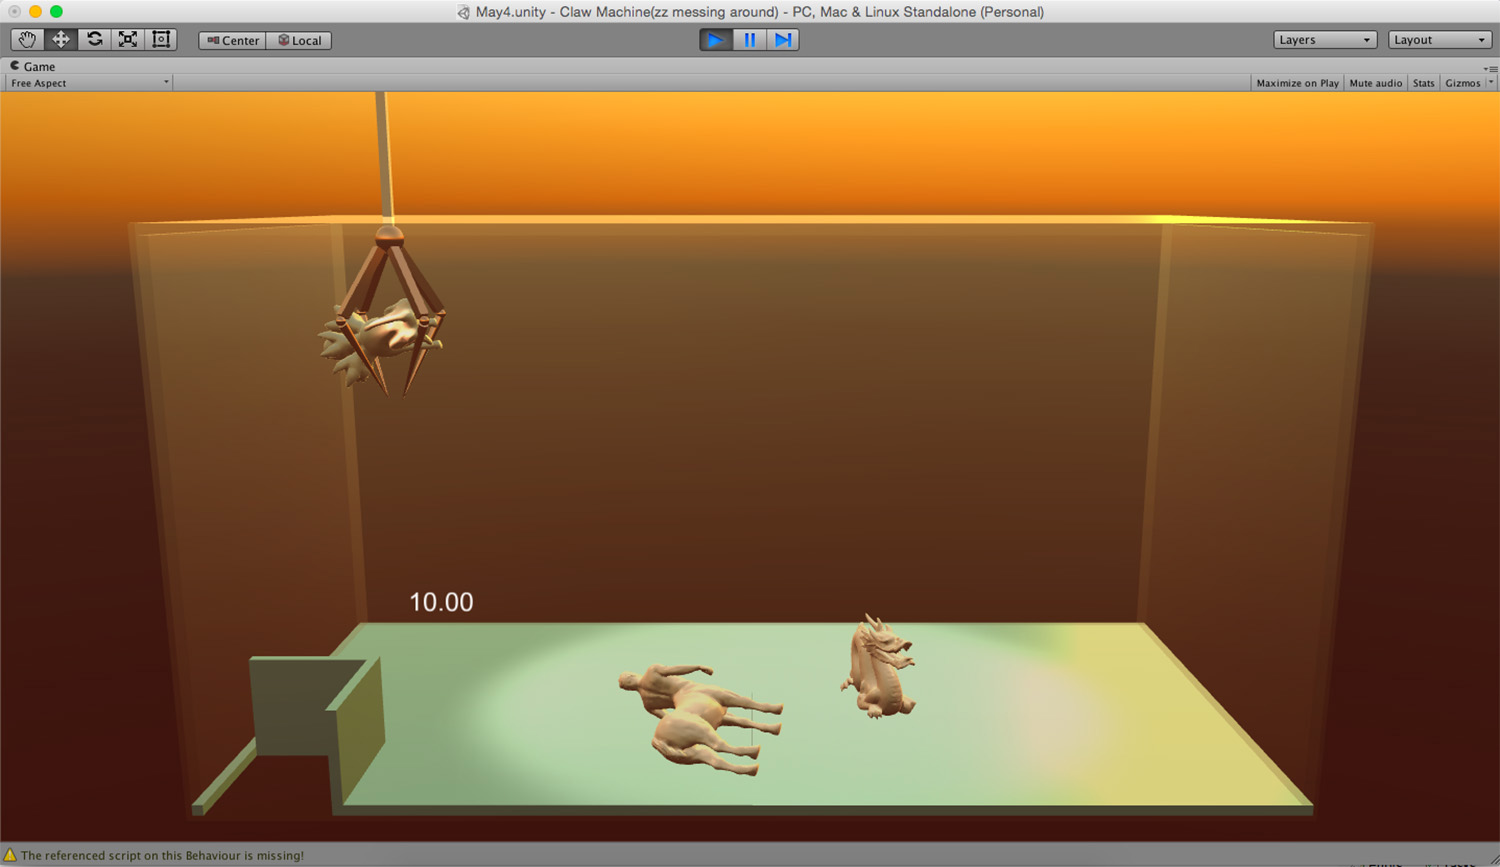 May4.unity - Claw Machine(zz messing around) - PC, Mac & Linux Standalone (Personal)
Center Local Layers Layout
Game
Free Aspect Maximize on Play Mute audio Stats Gizmos
10.00
The referenced script on this Behaviour is missing!